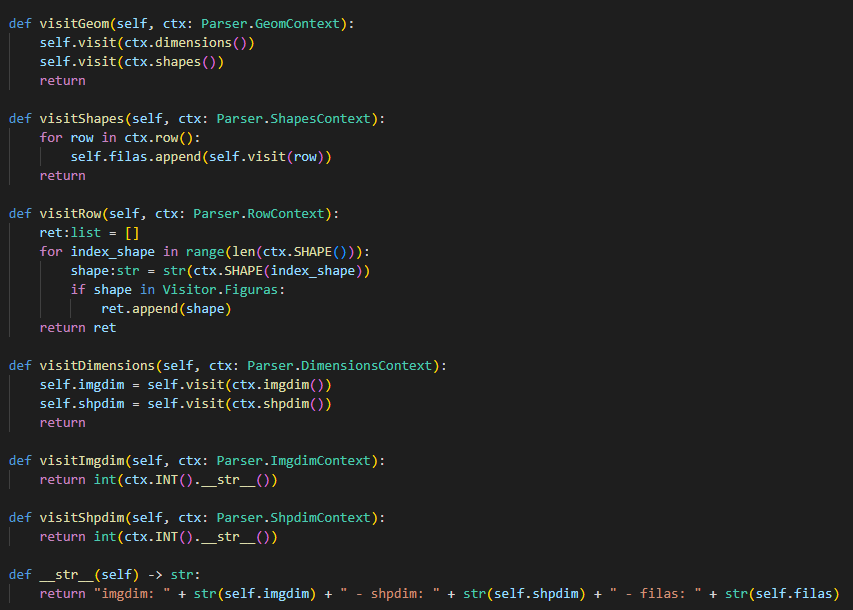 def visitGeom(self, ctx: Parser.GeomContext):
    self.visit(ctx.dimensions())
    self.visit(ctx.shapes())
    return

def visitShapes(self, ctx: Parser.ShapesContext):
    for row in ctx.row():
        self.filas.append(self.visit(row))
    return

def visitRow(self, ctx: Parser.RowContext):
    ret:list = []
    for index_shape in range(len(ctx.SHAPE())):
        shape:str = str(ctx.SHAPE(index_shape))
        if shape in Visitor.Figuras:
            ret.append(shape)
    return ret

def visitDimensions(self, ctx: Parser.DimensionsContext):
    self.imgdim = self.visit(ctx.imgdim())
    self.shpdim = self.visit(ctx.shpdim())
    return

def visitImgdim(self, ctx: Parser.ImgdimContext):
    return int(ctx.INT().__str__())

def visitShpdim(self, ctx: Parser.ShpdimContext):
    return int(ctx.INT().__str__())

def __str__(self) -> str:
    return "imgdim: " + str(self.imgdim) + " - shpdim: " + str(self.shpdim) + " - filas: " + str(self.filas)